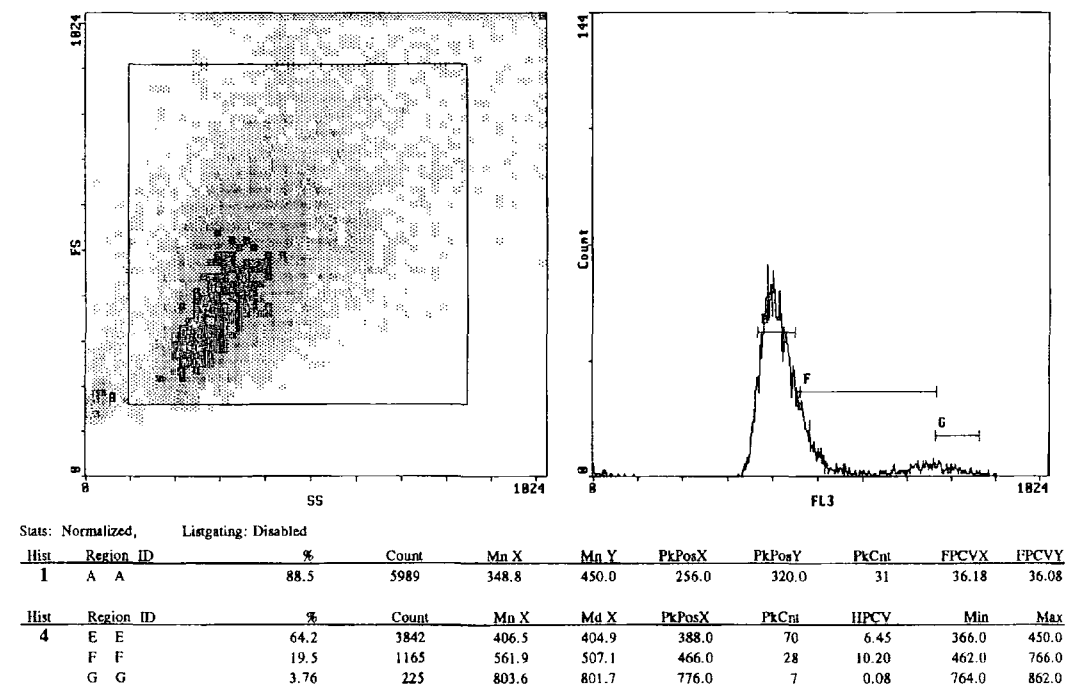 1024
FS
0
0
SS
1024
144
Count
0
F
G
0
FL3
1024
Stats: Normalized, Listgating: Disabled
Hist Region ID % Count Mn X Mn Y PkPosX PkPosY PkCnt FPCVX FPCVY
1 A A 88.5 5989 348.8 450.0 256.0 320.0 31 36.18 36.08
Hist Region ID % Count Mn X Md X PkPosX PkCnt HPCV Min Max
4 E E 64.2 3842 406.5 404.9 388.0 70 6.45 366.0 450.0
F F 19.5 1165 561.9 507.1 466.0 28 10.20 462.0 766.0
G G 3.76 225 803.6 801.7 776.0 7 0.08 764.0 862.0